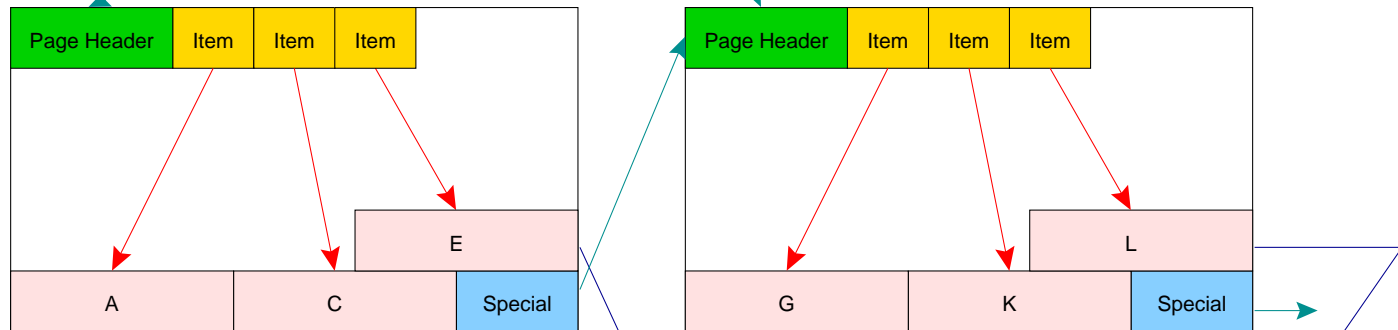 Page Header Item Item Item
E
A C Special
Page Header Item Item Item
L
G K Special